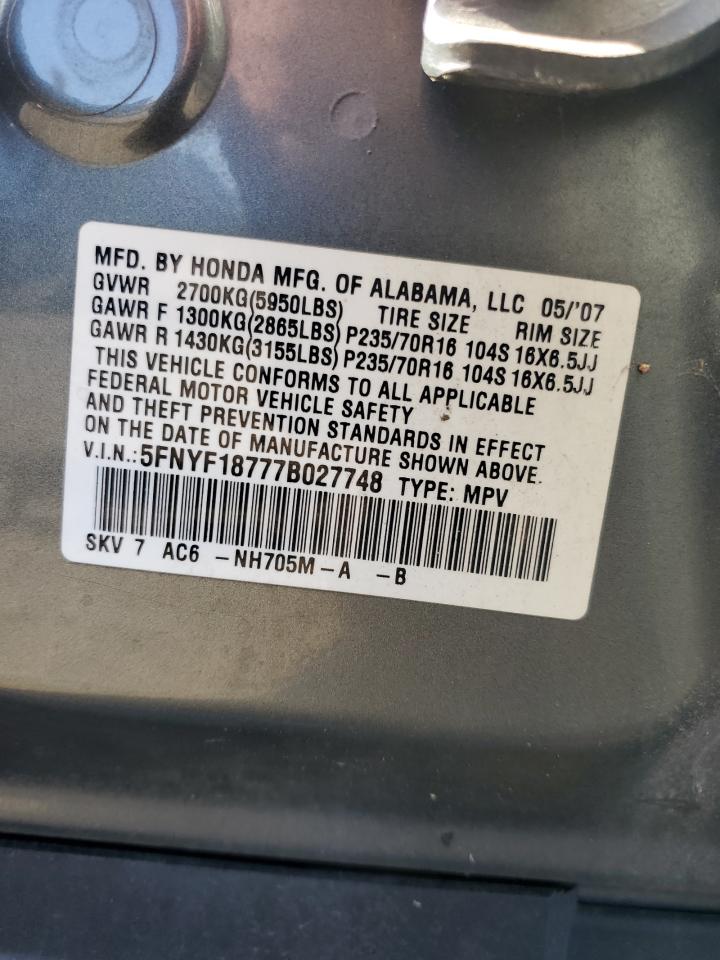 MFD. BY HONDA MFG. OF ALABAMA, LLC 05/'07
GVWR 2700KG(5950LBS) TIRE SIZE RIM SIZE
GAWR F 1300KG(2865LBS) P235/70R16 104S 16X6.5JJ
GAWR R 1430KG(3155LBS) P235/70R16 104S 16X6.5JJ
THIS VEHICLE CONFORMS TO ALL APPLICABLE
FEDERAL MOTOR VEHICLE SAFETY
AND THEFT PREVENTION STANDARDS IN EFFECT
ON THE DATE OF MANUFACTURE SHOWN ABOVE.
V.I.N.: 5FNYF18777B027748 TYPE: MPV
SKV 7 AC6 -NH705M-A -B